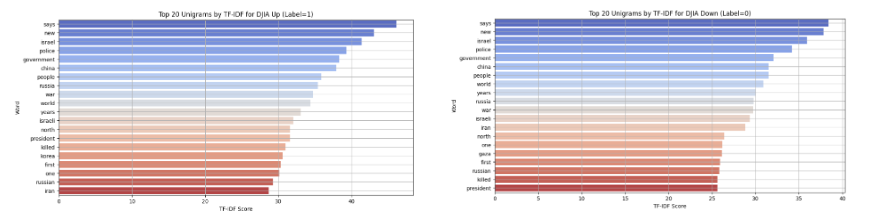 Top 20 Unigrams by TF-IDF for DJIA Up (Label=1)
says
new
israel
police
government
china
people
russia
war
world
years
israeli
north
president
killed
korea
first
one
russian
iran
Word
0 10 20 30 40
TF-IDF Score
Top 20 Unigrams by TF-IDF for DJIA Down (Label=0)
says
new
israel
police
government
china
people
world
years
russia
war
israeli
iran
north
one
gaza
first
russian
killed
president
Word
0 5 10 15 20 25 30 35 40
TF-IDF Score